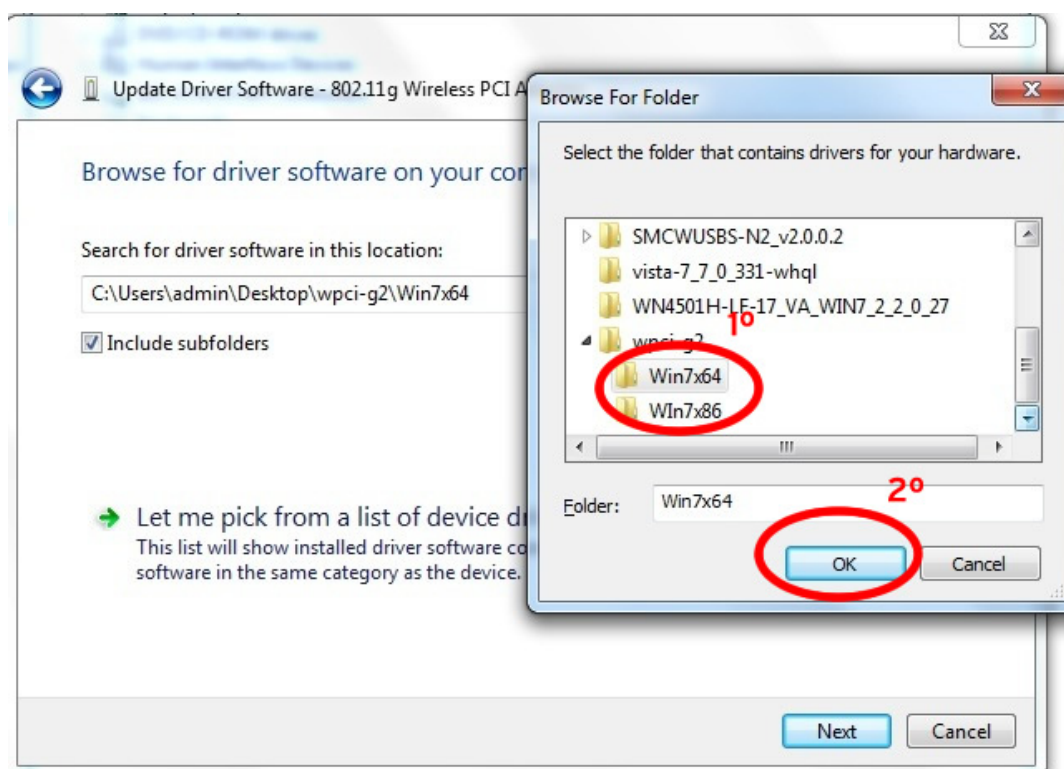 Update Driver Software - 802.11g Wireless PCI A
Browse for driver software on your con
Search for driver software in this location:
C:\Users\admin\Desktop\wpci-g2\Win7x64
Include subfolders
Let me pick from a list of device dr
This list will show installed driver software co
software in the same category as the device.
Next
Cancel
Browse For Folder
Select the folder that contains drivers for your hardware.
SMCWUSBS-N2_v2.0.0.2
vista-7_7_0_331-whql
WN4501H-LF-17_VA_WIN7_2_2_0_27
1º
wpci-g2
Win7x64
WIn7x86
Folder:
Win7x64
2º
OK
Cancel